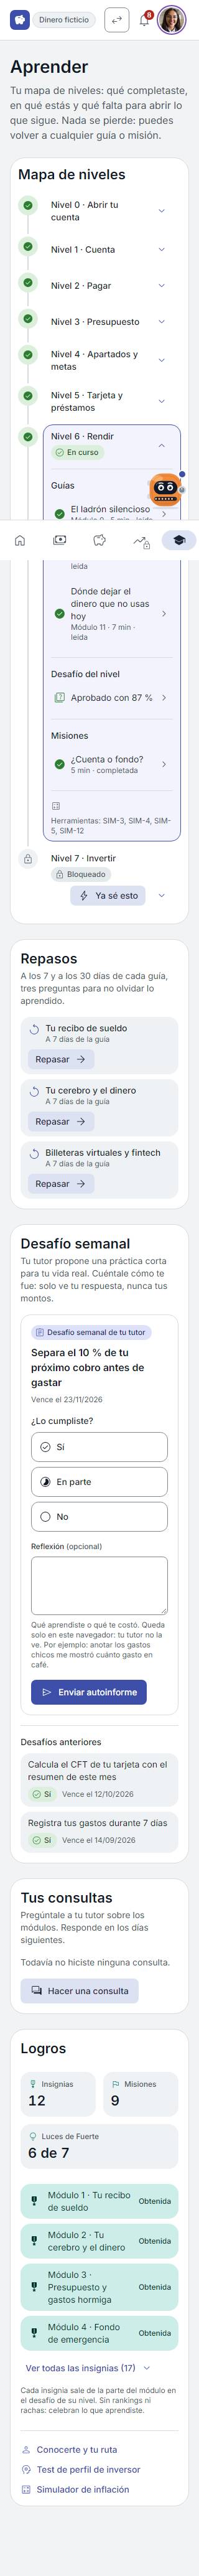 Dinero ficticio
6
Aprender
Tu mapa de niveles: qué completaste,
en qué estás y qué falta para abrir lo
que sigue. Nada se pierde: puedes
volver a cualquier guía o misión.
Mapa de niveles
Nivel 0 · Abrir tu
cuenta
Nivel 1 · Cuenta
Nivel 2 · Pagar
Nivel 3 · Presupuesto
Nivel 4 · Apartados y
metas
Nivel 5 · Tarjeta y
préstamos
Nivel 6 · Rendir
En curso
Guías
El ladrón silencioso
leída
Dónde dejar el
dinero que no usas
hoy
Módulo 11 · 7 min ·
leída
Desafío del nivel
Aprobado con 87 %
Misiones
¿Cuenta o fondo?
5 min · completada
Herramientas: SIM-3, SIM-4, SIM-
5, SIM-12
Nivel 7 · Invertir
Bloqueado
Ya sé esto
Repasos
A los 7 y a los 30 días de cada guía,
tres preguntas para no olvidar lo
aprendido.
Tu recibo de sueldo
A 7 días de la guía
Repasar
Tu cerebro y el dinero
A 7 días de la guía
Repasar
Billeteras virtuales y fintech
A 7 días de la guía
Repasar
Desafío semanal
Tu tutor propone una práctica corta
para tu vida real. Cuéntale cómo te
fue: solo ve tu respuesta, nunca tus
montos.
Desafío semanal de tu tutor
Separa el 10 % de tu
próximo cobro antes de
gastar
Vence el 23/11/2026
¿Lo cumpliste?
Sí
En parte
No
Reflexión (opcional)
Qué aprendiste o qué te costó. Queda
solo en este navegador: tu tutor no la
ve. Por ejemplo: anotar los gastos
chicos me mostró cuánto gasto en
café.
Enviar autoinforme
Desafíos anteriores
Calcula el CFT de tu tarjeta con el
resumen de este mes
Sí
Vence el 12/10/2026
Registra tus gastos durante 7 días
Sí
Vence el 14/09/2026
Tus consultas
Pregúntale a tu tutor sobre los
módulos. Responde en los días
siguientes.
Todavía no hiciste ninguna consulta.
Hacer una consulta
Logros
Insignias
12
Misiones
9
Luces de Fuerte
6 de 7
Módulo 1 · Tu recibo
de sueldo
Obtenida
Módulo 2 · Tu
cerebro y el dinero
Obtenida
Módulo 3 ·
Presupuesto y
gastos hormiga
Obtenida
Módulo 4 · Fondo
de emergencia
Obtenida
Ver todas las insignias (17)
Cada insignia sale de la parte del módulo en
el desafío de su nivel. Sin rankings ni
rachas: celebran lo que aprendiste.
Conocerte y tu ruta
Test de perfil de inversor
Simulador de inflación